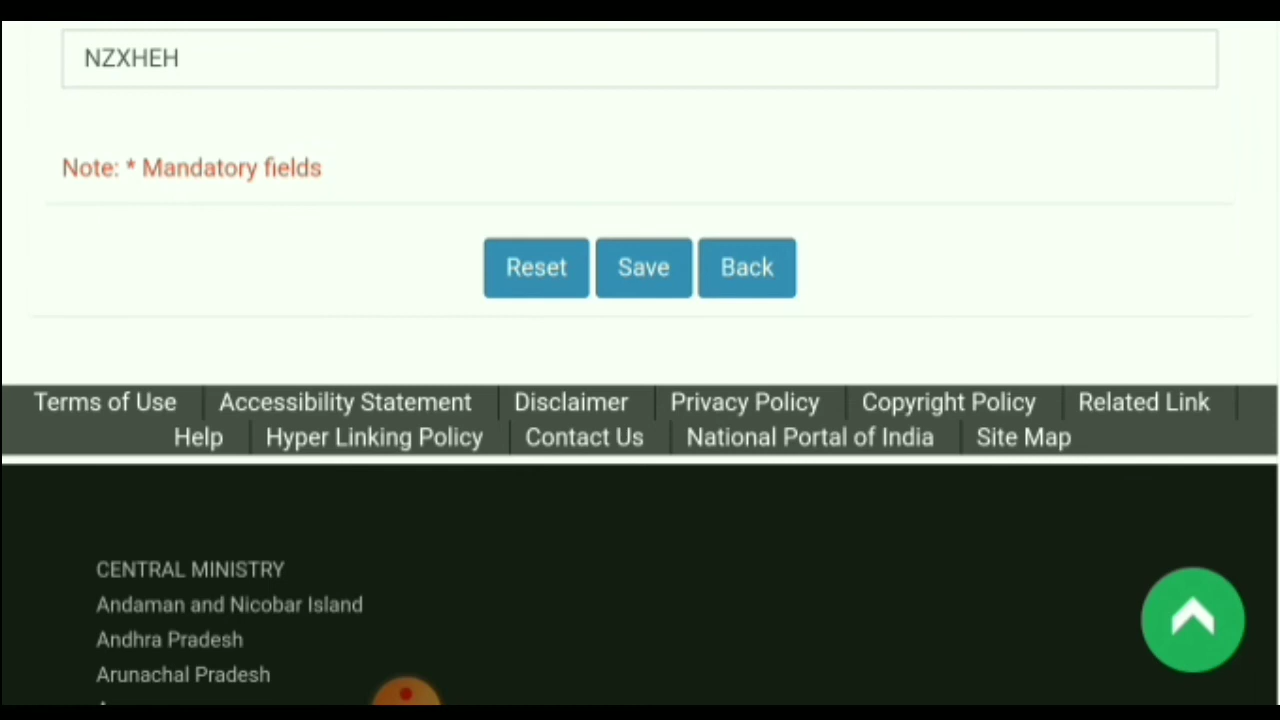 NZXHEH
Note: * Mandatory fields
Reset Save Back
Terms of Use Accessibility Statement Disclaimer Privacy Policy Copyright Policy Related Link
Help Hyper Linking Policy Contact Us National Portal of India Site Map
CENTRAL MINISTRY
Andaman and Nicobar Island
Andhra Pradesh
Arunachal Pradesh